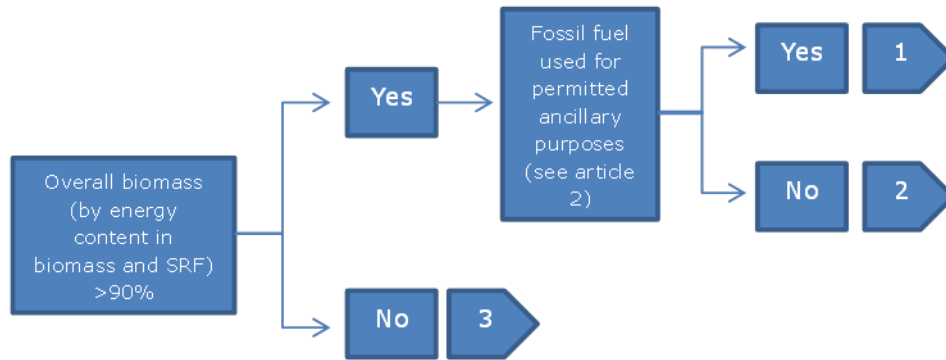 Overall biomass
(by energy
content in
biomass and SRF)
>90%
Yes
Fossil fuel
used for
permitted
ancillary
purposes
(see article
2)
Yes
1
No
2
No
3